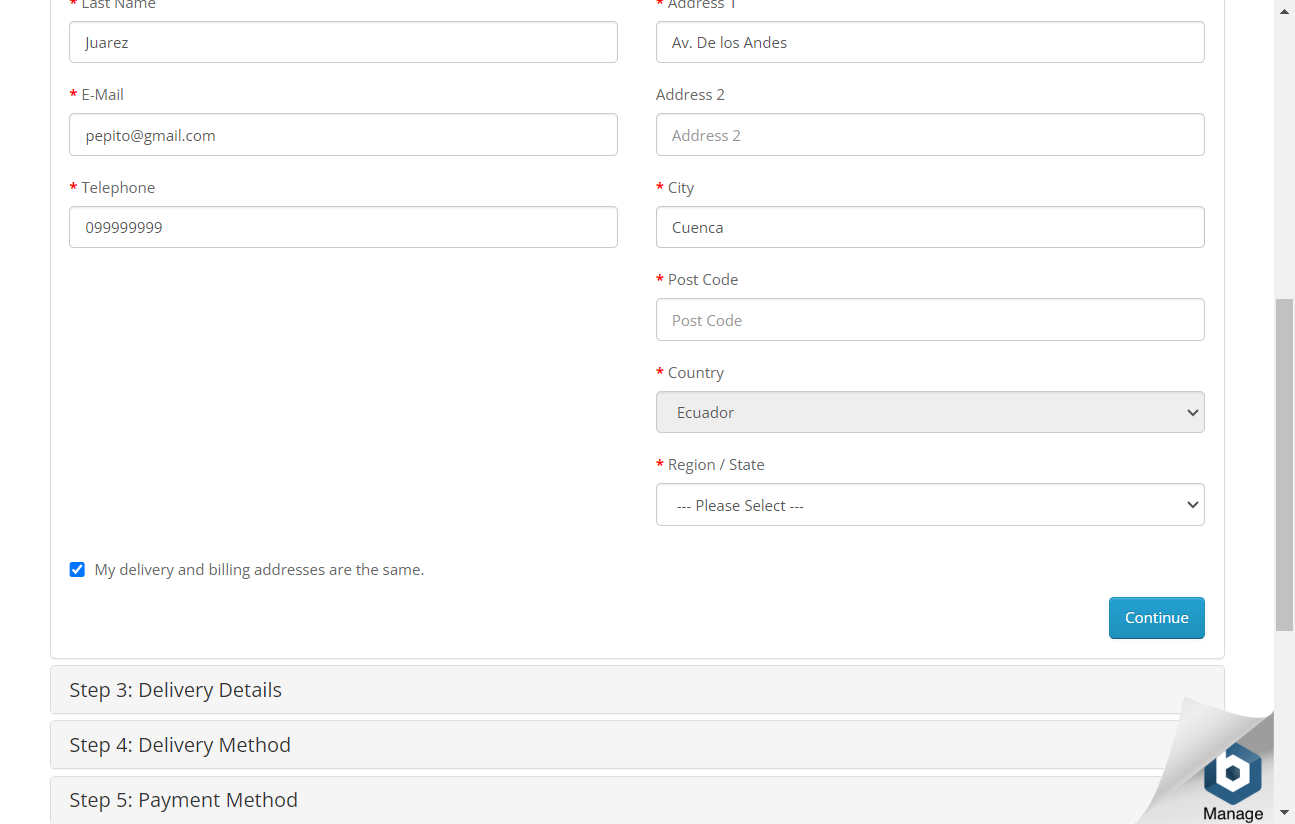 * Last Name
Juarez
* E-Mail
pepito@gmail.com
* Telephone
099999999
* Address 1
Av. De los Andes
Address 2
Address 2
* City
Cuenca
* Post Code
Post Code
* Country
Ecuador
* Region / State
--- Please Select ---
My delivery and billing addresses are the same.
Continue
Step 3: Delivery Details
Step 4: Delivery Method
Step 5: Payment Method
b
Manage